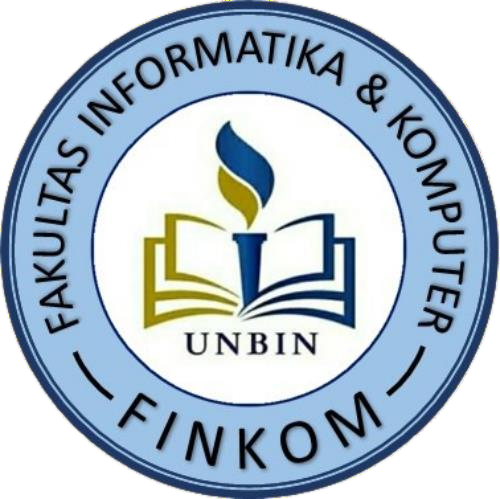 FAKULTAS INFORMATIKA & KOMPUTER
UNBIN
FINKOM